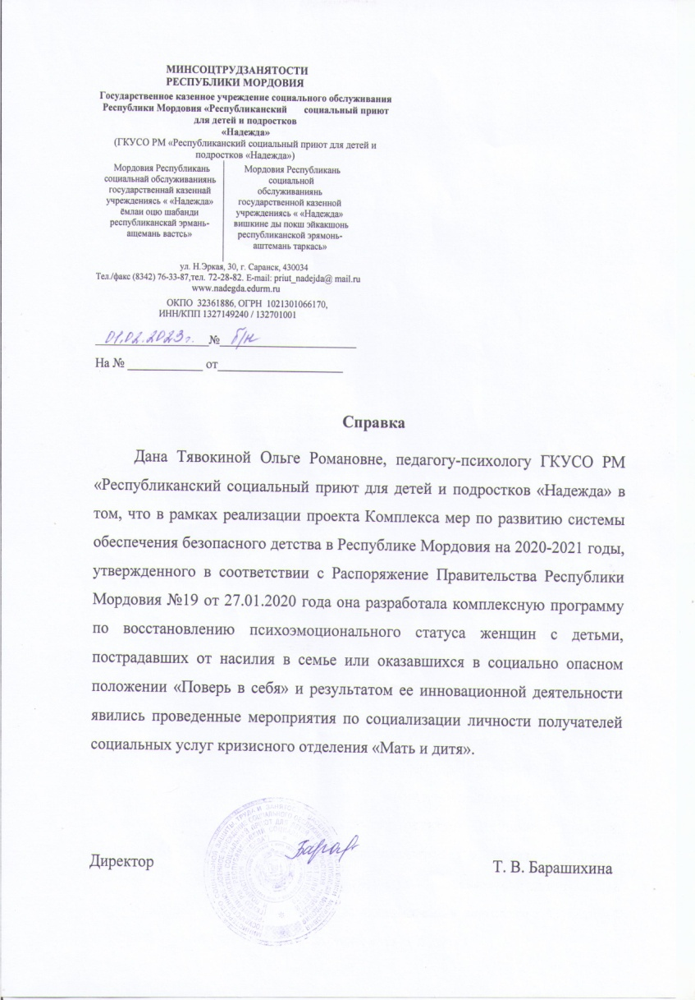 МИНСОЦТРУДЗАНЯТОСТИ
РЕСПУБЛИКИ МОРДОВИЯ
Государственное казенное учреждение социального обслуживания
Республики Мордовия «Республиканский социальный приют
для детей и подростков
«Надежда»
(ГКУСО РМ «Республиканский социальный приют для детей и
подростков «Надежда»)
Мордовия Республикань
социальнай обслуживаниянь
государственнай казеннай
учреждениясь « «Надежда»
ёмлаи оцю шабанди
республиканскай эрмань-
ащемань вастсь»
Мордовия Республикань
социальной
обслуживаниянь
государственной казенной
учреждениясь « «Надежда»
вишкине ды покш эйкакшонь
республиканской эрямонь-
аштемань таркась»
ул. Н.Эркая, 30, г. Саранск, 430034
Тел./факс (8342) 76-33-87,тел. 72-28-82. E-mail: priut_nadejda@ mail.ru
www.nadegda.edurm.ru
ОКПО 32361886, ОГРН 1021301066170,
ИНН/КПП 1327149240 / 132701001
01.02.2023г. № б/н
На № ____________ от____________________
Справка
Дана Тявокиной Ольге Романовне, педагогу-психологу ГКУСО РМ
«Республиканский социальный приют для детей и подростков «Надежда» в
том, что в рамках реализации проекта Комплекса мер по развитию системы
обеспечения безопасного детства в Республике Мордовия на 2020-2021 годы,
утвержденного в соответствии с Распоряжение Правительства Республики
Мордовия №19 от 27.01.2020 года она разработала комплексную программу
по восстановлению психоэмоционального статуса женщин с детьми,
пострадавших от насилия в семье или оказавшихся в социально опасном
положении «Поверь в себя» и результатом ее инновационной деятельности
явились проведенные мероприятия по социализации личности получателей
социальных услуг кризисного отделения «Мать и дитя».
Директор
Т. В. Барашихина